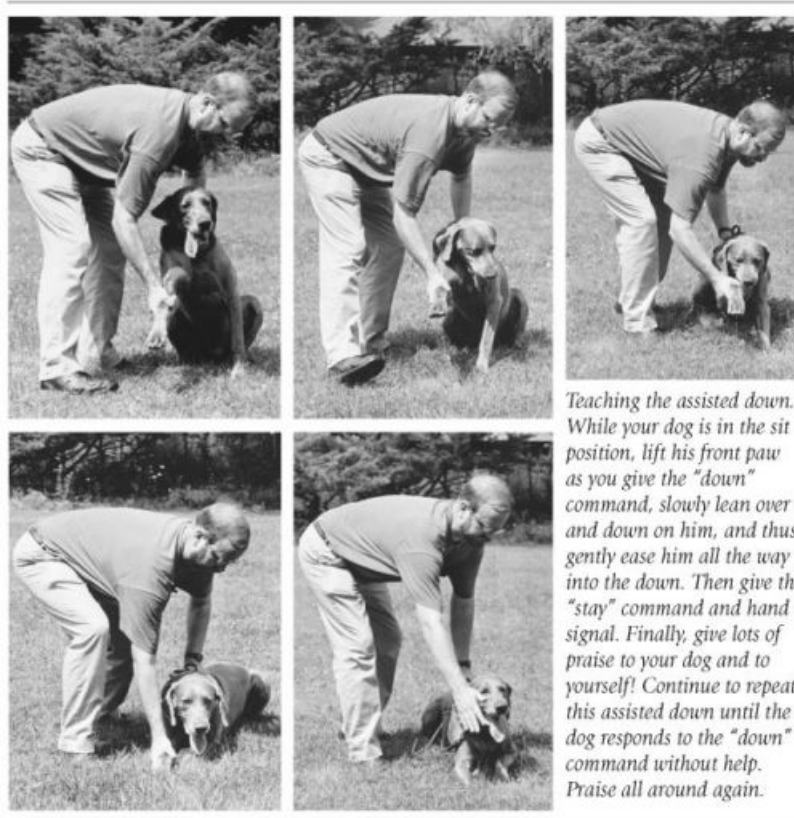 Teaching the assisted down.
While your dog is in the sit
position, lift his front paw
as you give the "down"
command, slowly lean over
and down on him, and thus
gently ease him all the way
into the down. Then give th
"stay" command and hand
signal. Finally, give lots of
praise to your dog and to
yourself! Continue to repeat
this assisted down until the
dog responds to the "down"
command without help.
Praise all around again.